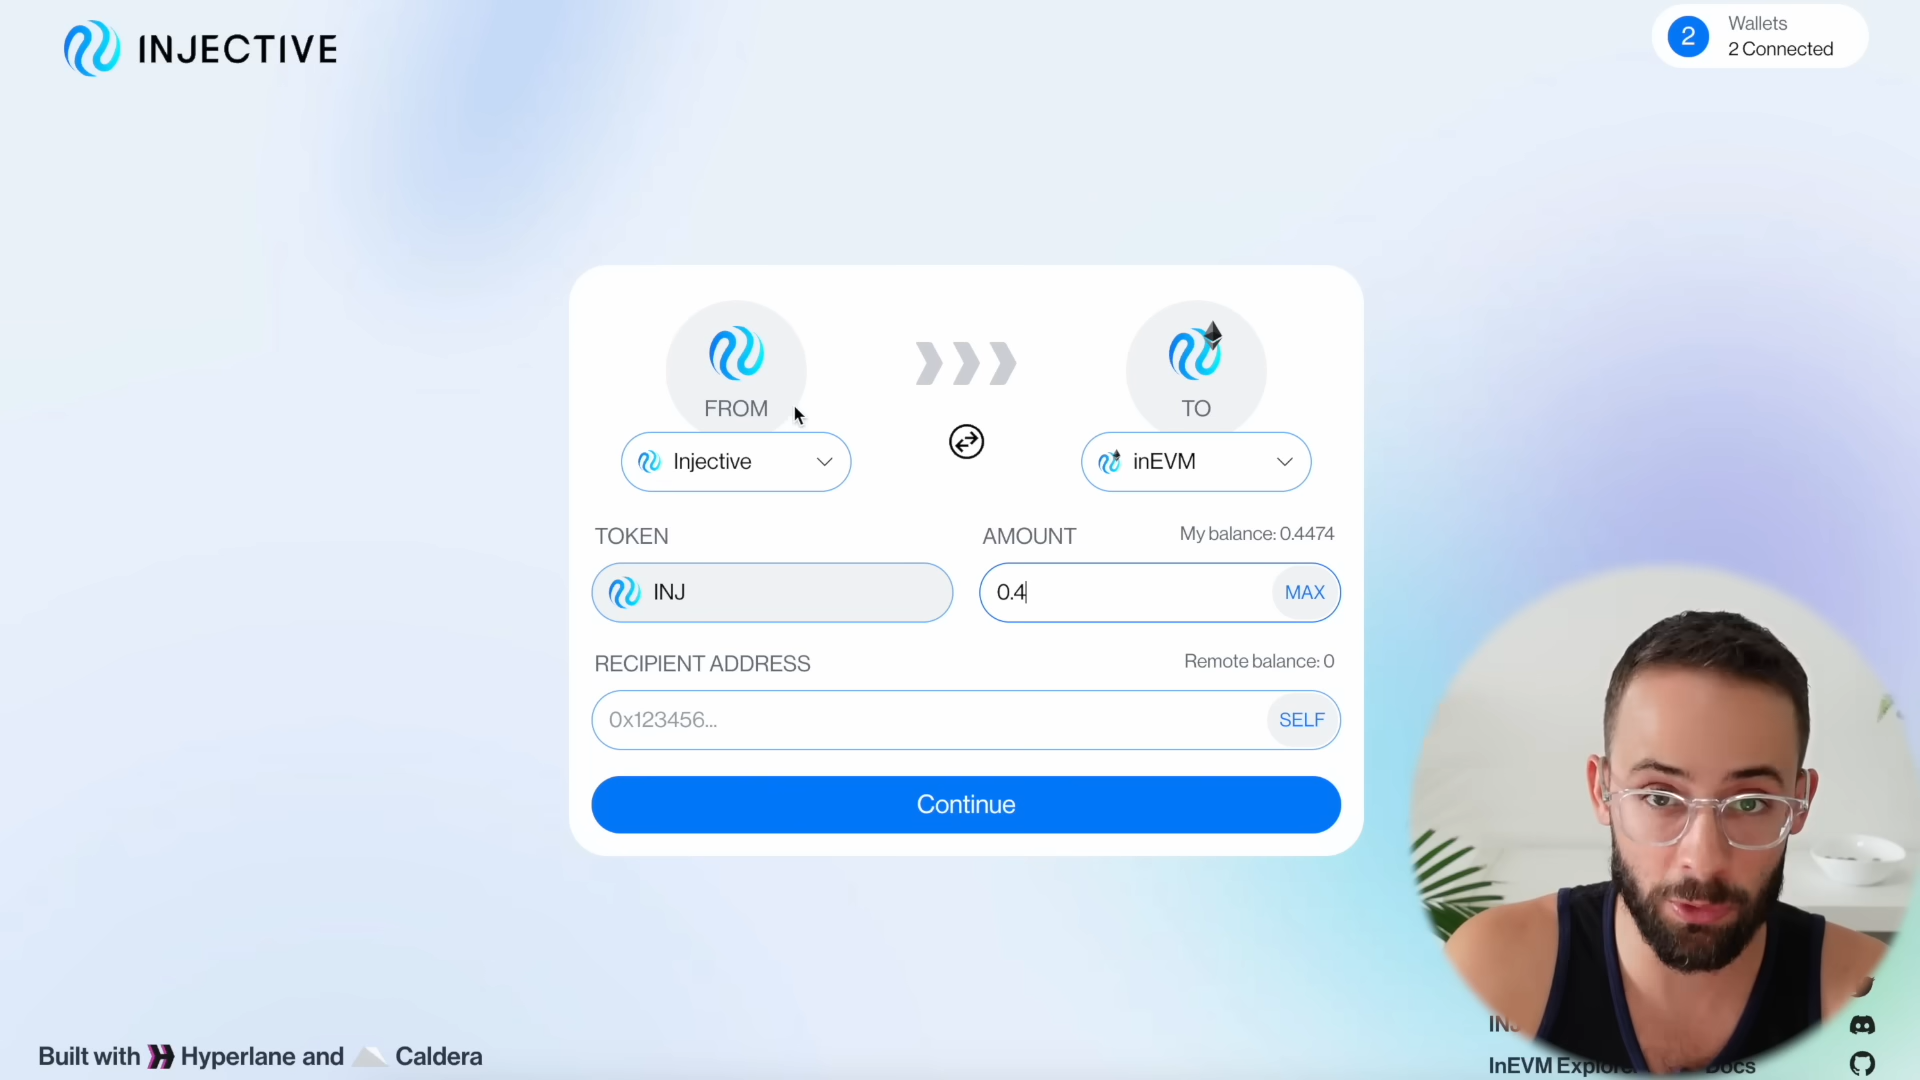 INJECTIVE
2
Wallets
2 Connected
FROM
TO
Injective
inEVM
TOKEN
AMOUNT
My balance: 0.4474
INJ
0.4
MAX
RECIPIENT ADDRESS
Remote balance: 0
0x123456...
SELF
Continue
Built with Hyperlane and Caldera
InEVM
Docs